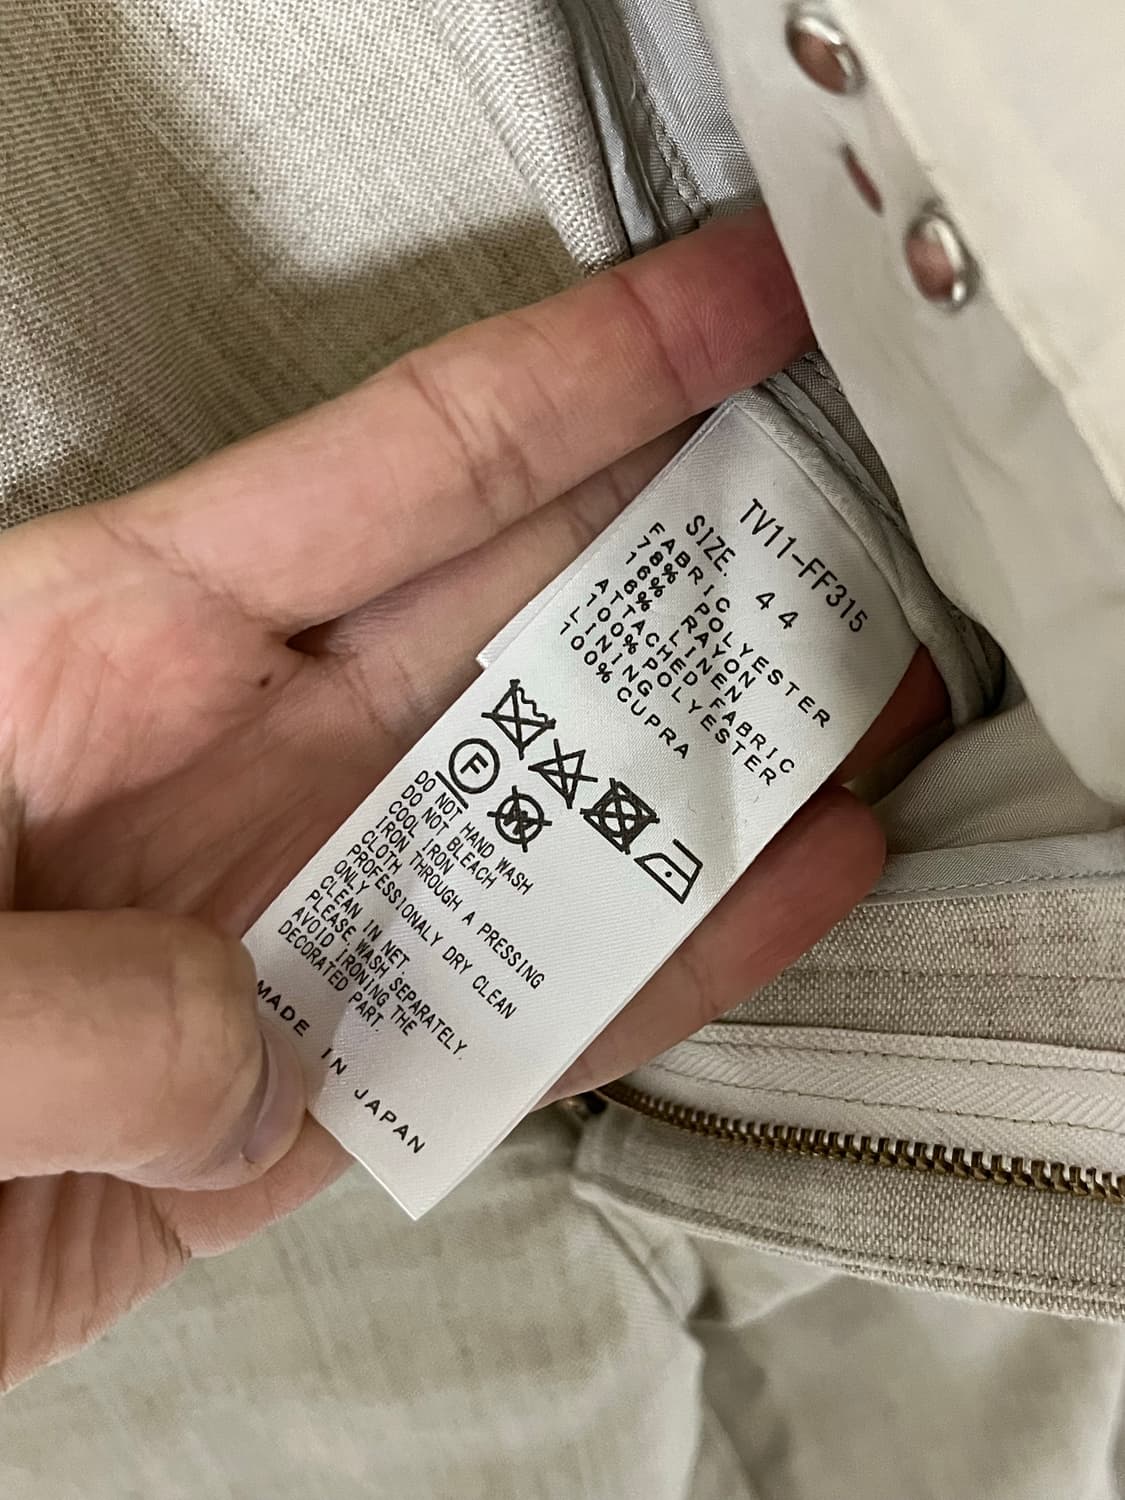 TV11-FF315
SIZE. 44
FABRIC
78% POLYESTER
16% RAYON
6% LINEN
ATTACHED FABRIC
100% POLYESTER
LINING
100% CUPRA
F
W
DO NOT HAND WASH
DO NOT BLEACH
COOL IRON
IRON THROUGH A PRESSING
CLOTH
PROFESSIONALY DRY CLEAN
ONLY
CLEAN IN NET.
PLEASE WASH SEPARATELY.
AVOID IRONING THE
DECORATED PART.
MADE IN JAPAN